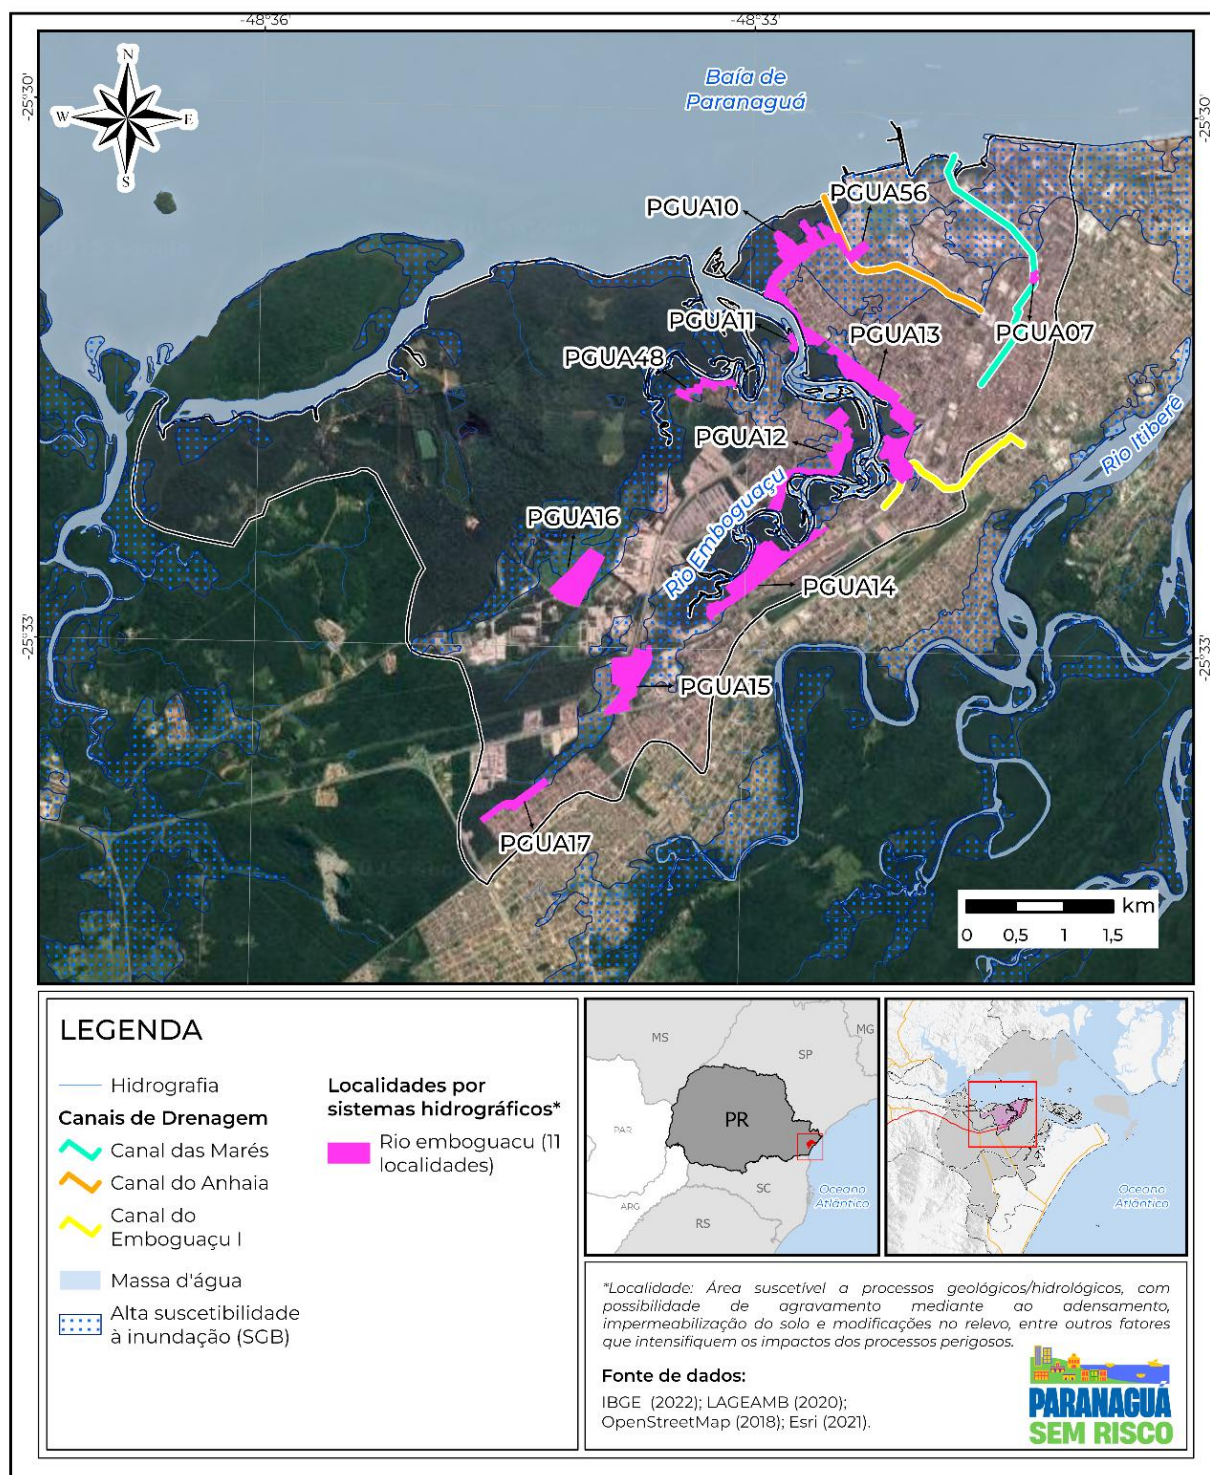 -48°36'
-48°33'
-25°30'
-25°30'
N
W
E
S
Baía de
Paranaguá
PGUA56
PGUA10
PGUA11
PGUA13
PGUA07
PGUA48
PGUA12
Rio Itiberê
Rio Emboguaçu
PGUA16
PGUA14
-25°33'
-25°33'
PGUA15
PGUA17
km
0 0,5 1 1,5
LEGENDA
Hidrografia
Canais de Drenagem
Canal das Marés
Canal do Anhaia
Canal do
Emboguaçu I
Massa d'água
Alta suscetibilidade
à inundação (SGB)
Localidades por
sistemas hidrográficos*
Rio emboguacu (11
localidades)
MS
MG
SP
PR
PAR
SC
ARG
RS
Oceano
Atlântico
Oceano
Atlântico
*Localidade: Área suscetível a processos geológicos/hidrológicos, com
possibilidade de agravamento mediante ao adensamento,
impermeabilização do solo e modificações no relevo, entre outros fatores
que intensifiquem os impactos dos processos perigosos.
Fonte de dados:
IBGE (2022); LAGEAMB (2020);
OpenStreetMap (2018); Esri (2021).
PARANAGUÁ
SEM RISCO